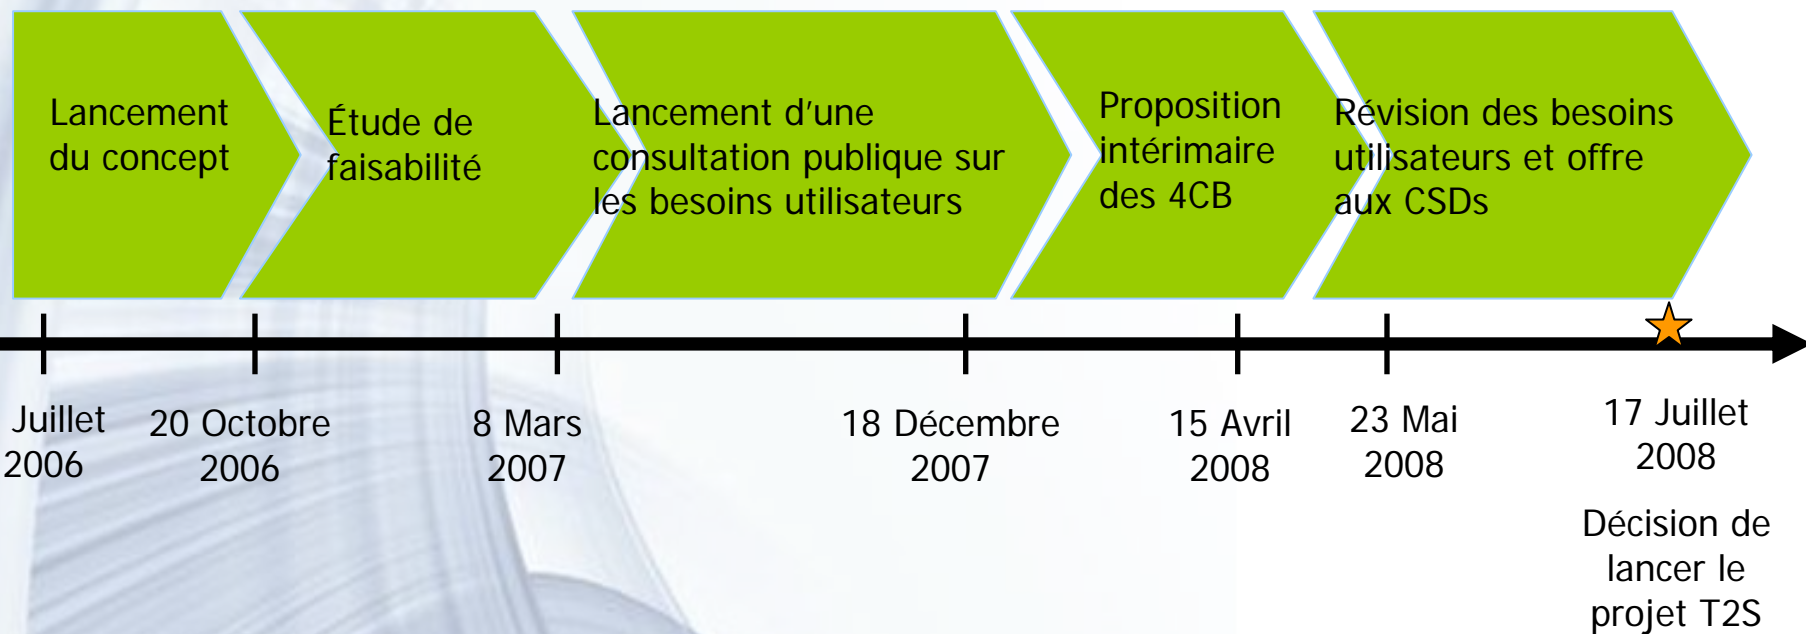 Lancement
du concept
Étude de
faisabilité
Lancement d'une
consultation publique sur
les besoins utilisateurs
Proposition
intérimaire
des 4CB
Révision des besoins
utilisateurs et offre
aux CSDs
Juillet
2006
20 Octobre
2006
8 Mars
2007
18 Décembre
2007
15 Avril
2008
23 Mai
2008
17 Juillet
2008
Décision de
lancer le
projet T2S